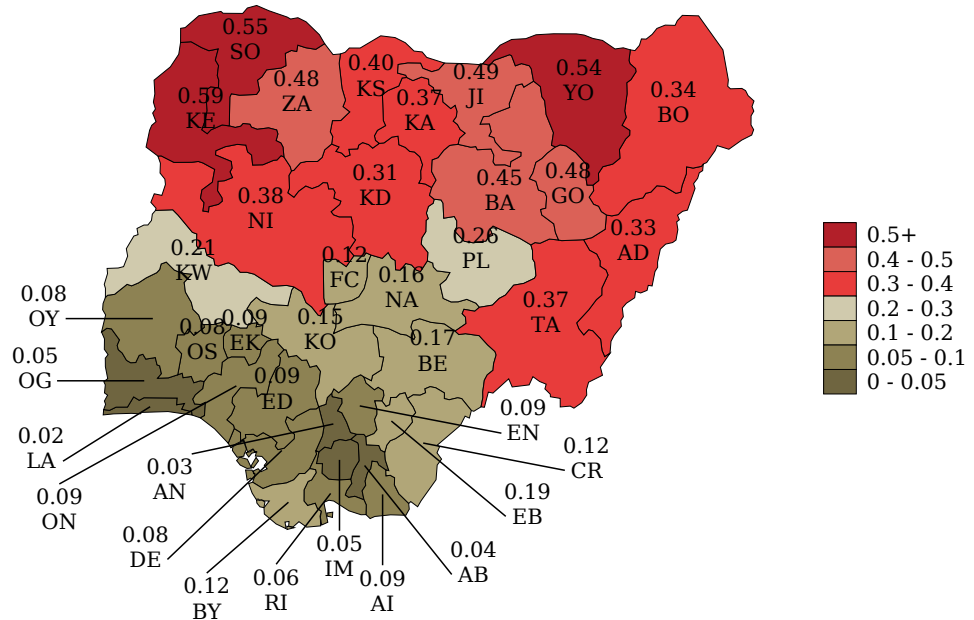 0.55
SO
0.59
KE
0.48
ZA
0.40
KS
0.37
KA
0.49
JI
0.54
YO
0.34
BO
0.38
NI
0.31
KD
0.45
BA
0.48
GO
0.33
AD
0.26
PL
0.21
KW
0.12
FC
0.16
NA
0.37
TA
0.08
OY
0.08
OS
0.09
EK
0.15
KO
0.17
BE
0.05
OG
0.09
ED
0.02
LA
0.09
ON
0.03
AN
0.08
DE
0.12
BY
0.06
RI
0.05
IM
0.09
AI
0.04
AB
0.19
EB
0.12
CR
0.09
EN
0.5+
0.4 - 0.5
0.3 - 0.4
0.2 - 0.3
0.1 - 0.2
0.05 - 0.1
0 - 0.05